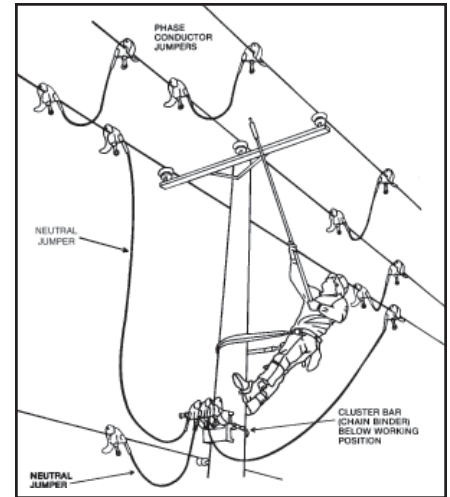 PHASE
CONDUCTOR
JUMPERS
NEUTRAL
JUMPER
CLUSTER BAR
(CHAIN BINDER)
BELOW WORKING
POSITION
NEUTRAL
JUMPER